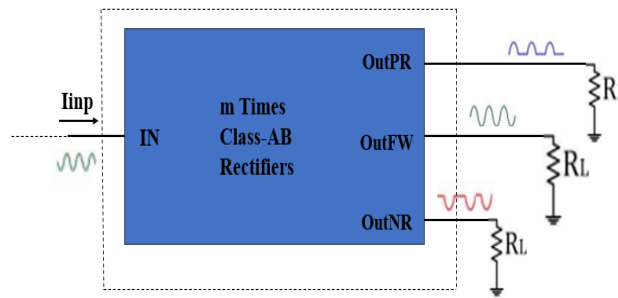 OutPR
R
Iinp
m Times
IN
Class-AB
OutFW
Rectifiers
RL
OutNR
RL